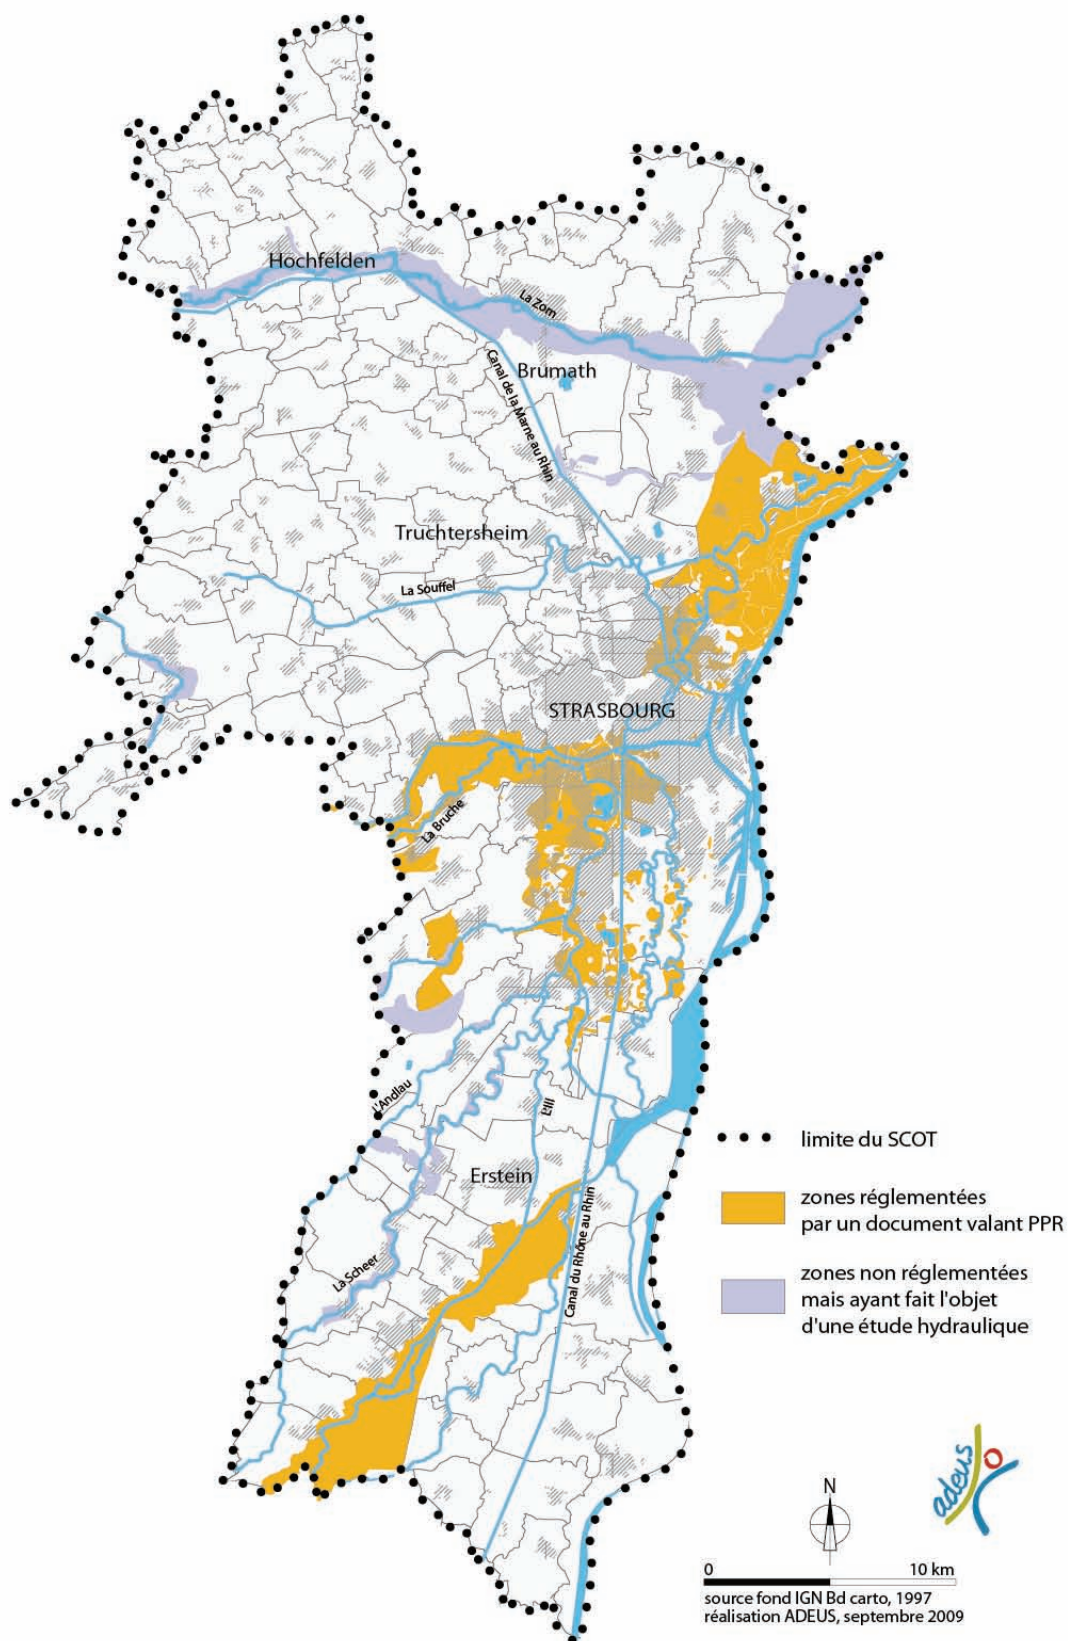 Hochfelden
La Zorn
Brumath
Canal de la Marne au Rhin
Truchtersheim
La Souffel
STRASBOURG
La Bruche
l'Andlau
L'Ill
Erstein
La Scheer
Canal du Rhône au Rhin
limite du SCOT
zones réglementées
par un document valant PPR
zones non réglementées
mais ayant fait l'objet
d'une étude hydraulique
adeus
N
0 10 km
source fond IGN Bd carto, 1997
réalisation ADEUS, septembre 2009